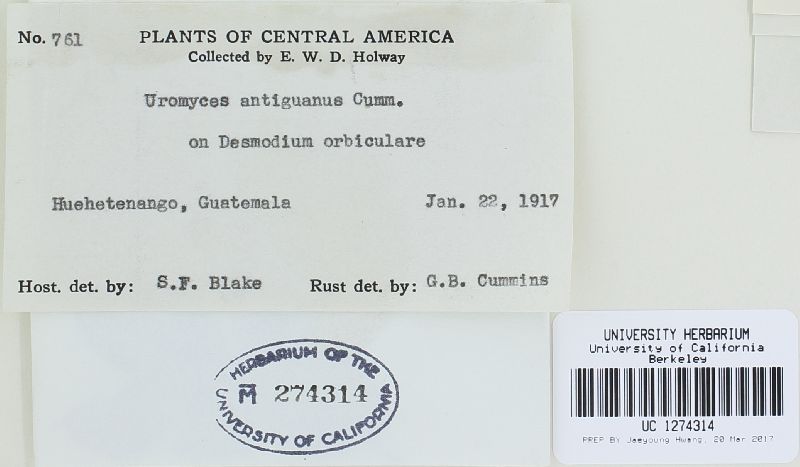 No. 761 PLANTS OF CENTRAL AMERICA
Collected by E. W. D. Holway
Uromyces antiguanus Cumm.
on Desmodium orbiculare
Huehetenango, Guatemala Jan. 22, 1917
Host. det. by: S.F. Blake Rust det. by: G.B. Cummins
HERBARIUM OF THE
M 274314
UNIVERSITY OF CALIFORNIA
UNIVERSITY HERBARIUM
University of California
Berkeley
UC 1274314
PREP BY Jaeyoung Hwang, 20 Mar 2017